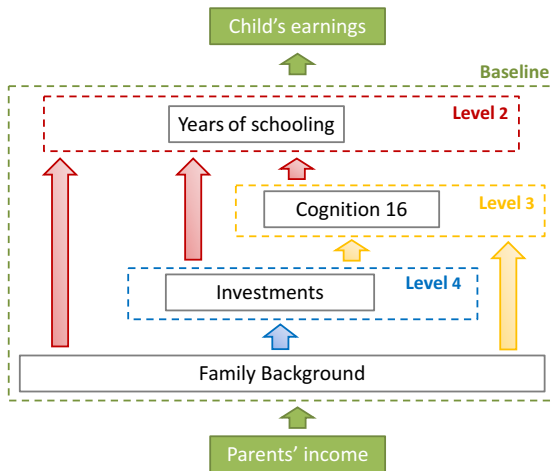 Child's earnings
Baseline
Level 2
Years of schooling
Level 3
Cognition 16
Level 4
Investments
Family Background
Parents' income